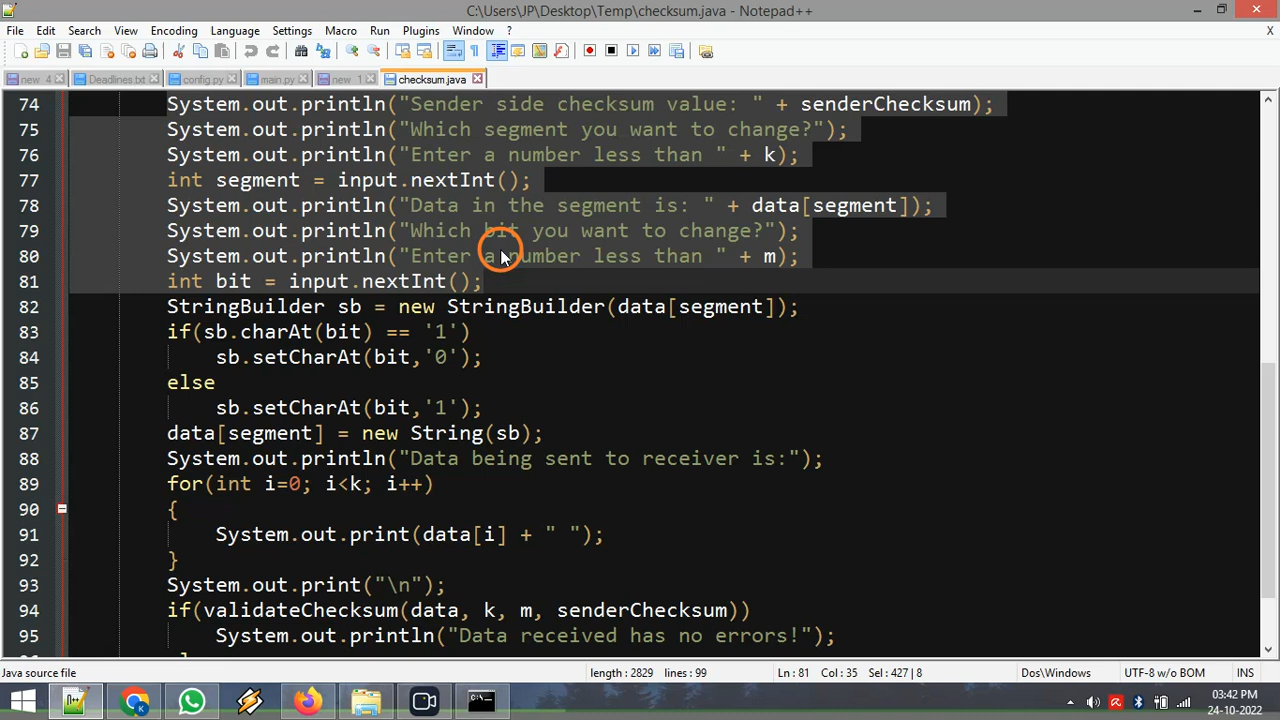 C:\Users\JP\Desktop\Temp\checksum.java - Notepad++
File Edit Search View Encoding Language Settings Macro Run Plugins Window ? X
new 4 Deadlines.txt config.py main.py new 1 checksum.java
74 System.out.println("Sender side checksum value: " + senderChecksum);
75 System.out.println("Which segment you want to change?");
76 System.out.println("Enter a number less than " + k);
77 int segment = input.nextInt();
78 System.out.println("Data in the segment is: " + data[segment]);
79 System.out.println("Which bit you want to change?");
80 System.out.println("Enter a number less than " + m);
81 int bit = input.nextInt();
82 StringBuilder sb = new StringBuilder(data[segment]);
83 if(sb.charAt(bit) == '1')
84 sb.setCharAt(bit,'0');
85 else
86 sb.setCharAt(bit,'1');
87 data[segment] = new String(sb);
88 System.out.println("Data being sent to receiver is:");
89 for(int i=0; i<k; i++)
90 {
91 System.out.print(data[i] + " ");
92 }
93 System.out.print("\n");
94 if(validateChecksum(data, k, m, senderChecksum))
95 System.out.println("Data received has no errors!");
Java source file length : 2829 lines : 99 Ln : 81 Col : 35 Sel : 427 | 8 Dos\Windows UTF-8 w/o BOM INS
03:42 PM
24-10-2022